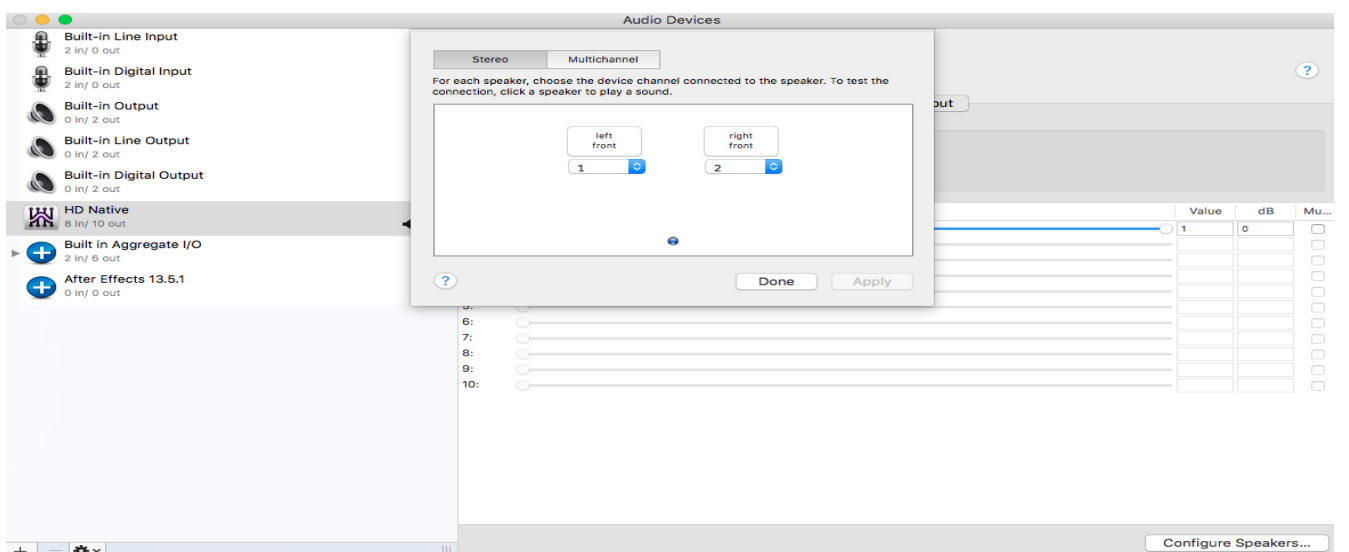 Audio Devices
Built-in Line Input
2 in/ 0 out
Built-in Digital Input
2 in/ 0 out
Built-in Output
0 in/ 2 out
Built-in Line Output
0 in/ 2 out
Built-in Digital Output
0 in/ 2 out
HD Native
8 in/ 10 out
Built in Aggregate I/O
2 in/ 6 out
After Effects 13.5.1
0 in/ 0 out
Stereo Multichannel
For each speaker, choose the device channel connected to the speaker. To test the
connection, click a speaker to play a sound.
left
front
right
front
1 2
? Done Apply
?
Value dB Mu...
1 0
6:
7:
8:
9:
10:
Configure Speakers...